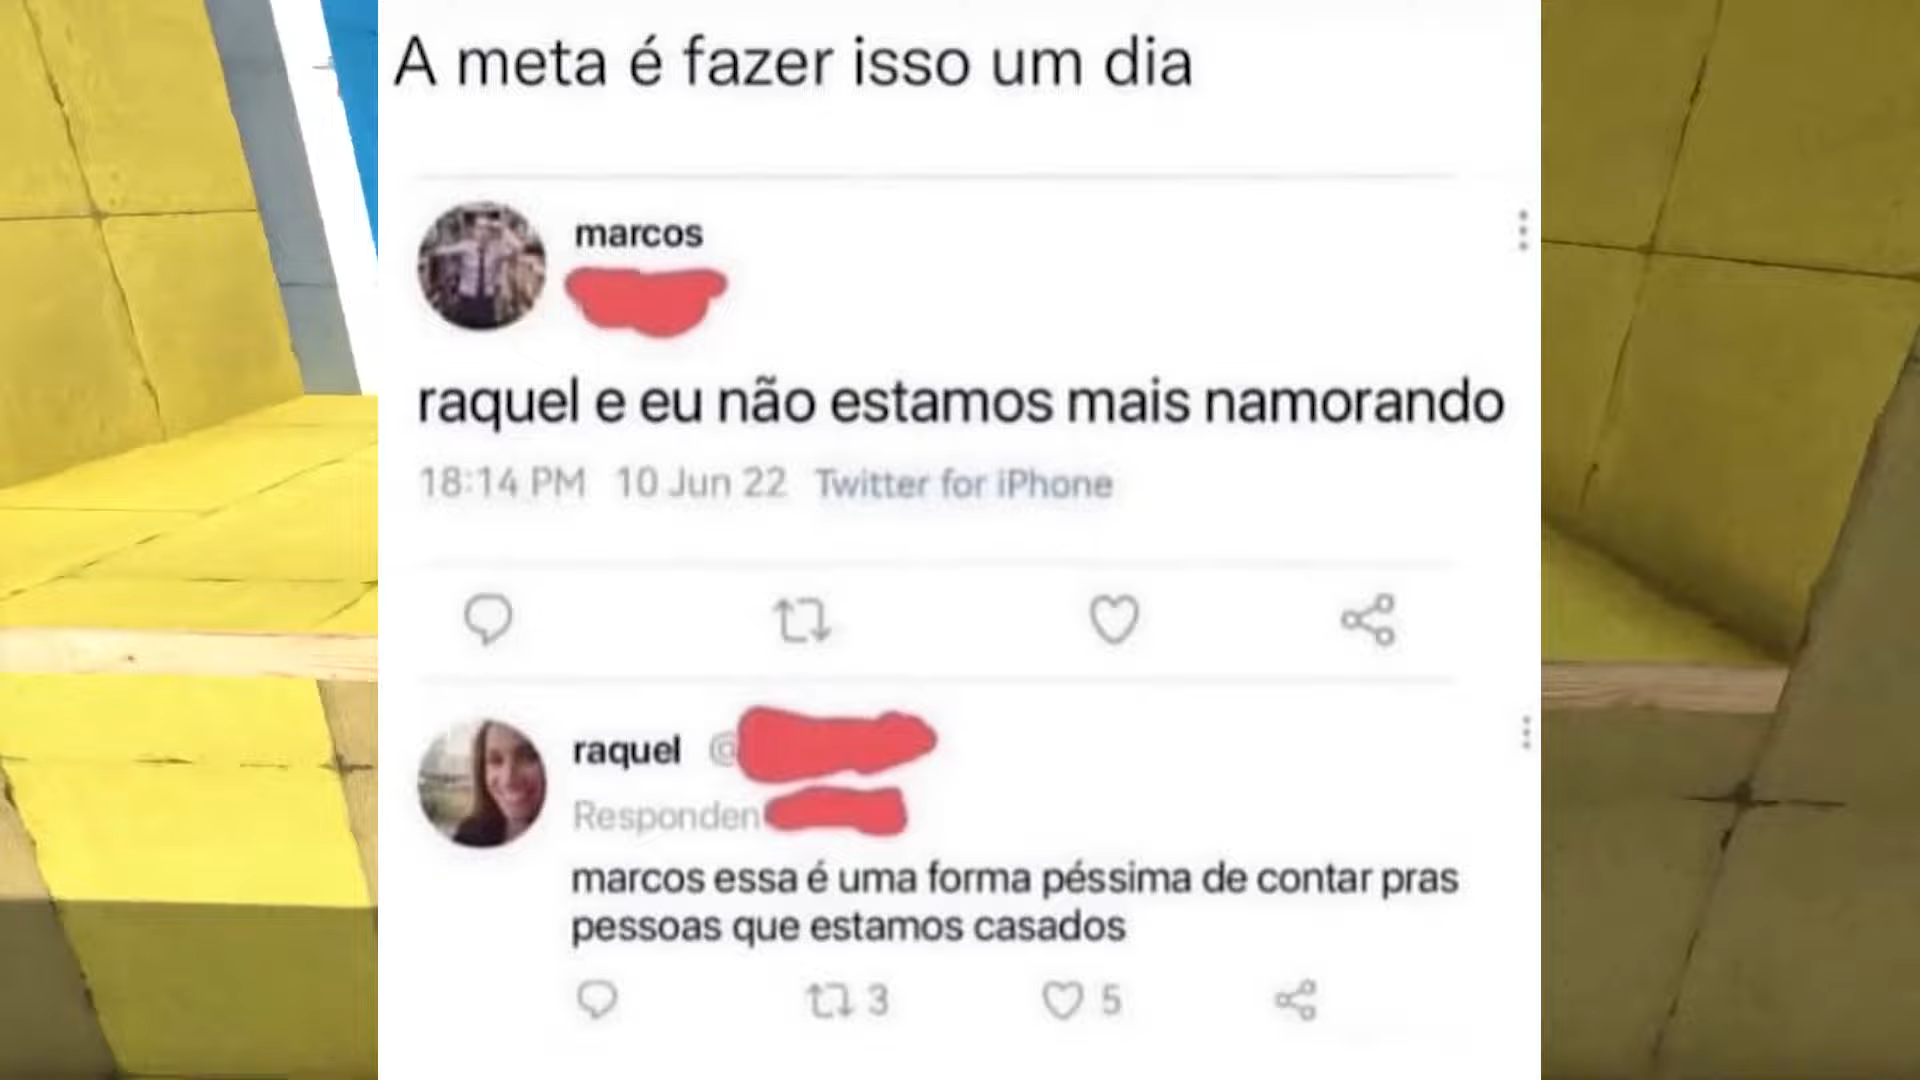 A meta é fazer isso um dia
marcos
raquel e eu não estamos mais namorando
18:14 PM 10 Jun 22 Twitter for iPhone
raquel @
Responden
marcos essa é uma forma péssima de contar pras
pessoas que estamos casados
3 5